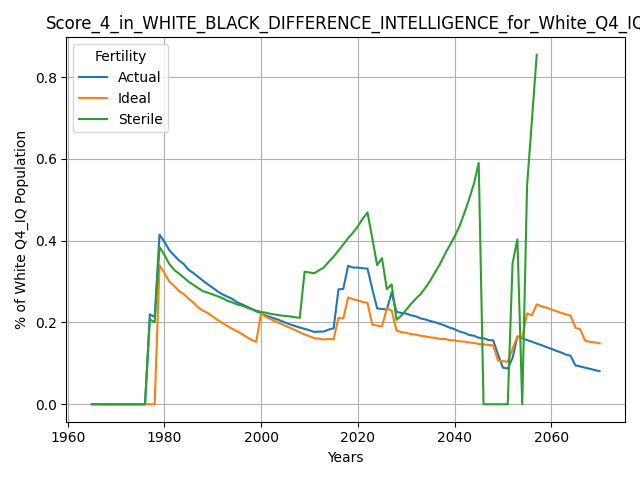 Score_4_in_WHITE_BLACK_DIFFERENCE_INTELLIGENCE_for_White_Q4_IQ
Fertility
Actual
Ideal
Sterile
% of White Q4_IQ Population
0.8
0.6
0.4
0.2
0.0
1960 1980 2000 2020 2040 2060
Years